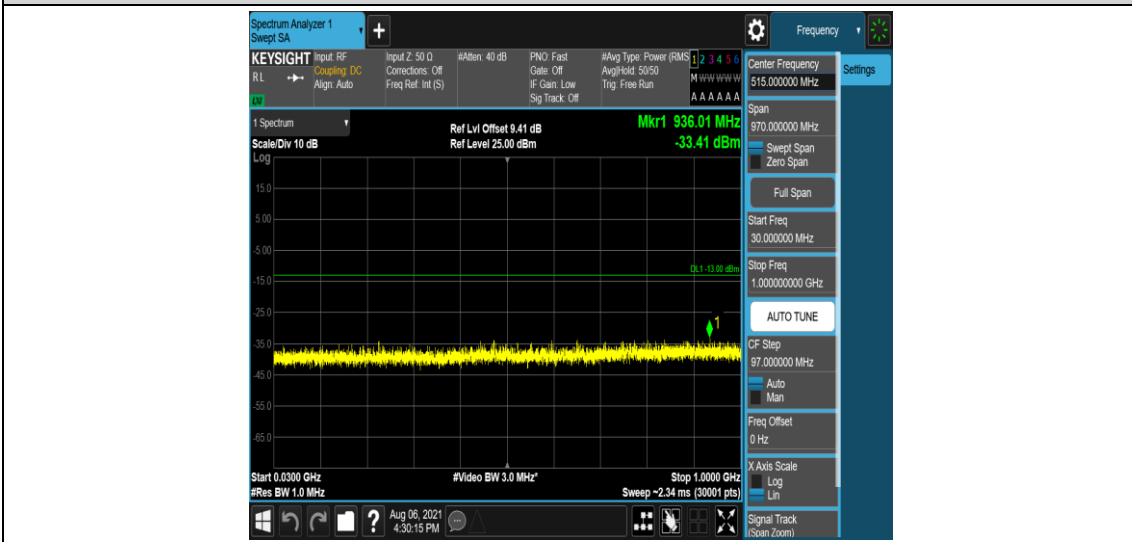 Spectrum Analyzer 1
Swept SA
+
Frequency
KEYSIGHT
RL
LXI
Input: RF
Coupling: DC
Align: Auto
Input Z: 50 Ω
Corrections: Off
Freq Ref: Int (S)
#Atten: 40 dB
PNO: Fast
Gate: Off
IF Gain: Low
Sig Track: Off
#Avg Type: Power (RMS
Avg|Hold: 50/50
Trig: Free Run
1 2 3 4 5 6
M W W W W W
A A A A A A
Center Frequency
515.000000 MHz
Settings
Span
970.000000 MHz
Swept Span
Zero Span
Full Span
Start Freq
30.000000 MHz
Stop Freq
1.000000000 GHz
AUTO TUNE
CF Step
97.000000 MHz
Auto
Man
Freq Offset
0 Hz
X Axis Scale
Log
Lin
Signal Track
(Span Zoom)
1 Spectrum
Scale/Div 10 dB
Log
Ref Lvl Offset 9.41 dB
Ref Level 25.00 dBm
Mkr1 936.01 MHz
-33.41 dBm
15.0
5.00
-5.00
DL1 -13.00 dBm
-15.0
-25.0
1
-35.0
-45.0
-55.0
-65.0
Start 0.0300 GHz
#Video BW 3.0 MHz*
Stop 1.0000 GHz
#Res BW 1.0 MHz
Sweep ~2.34 ms (30001 pts)
?
Aug 06, 2021
4:30:15 PM